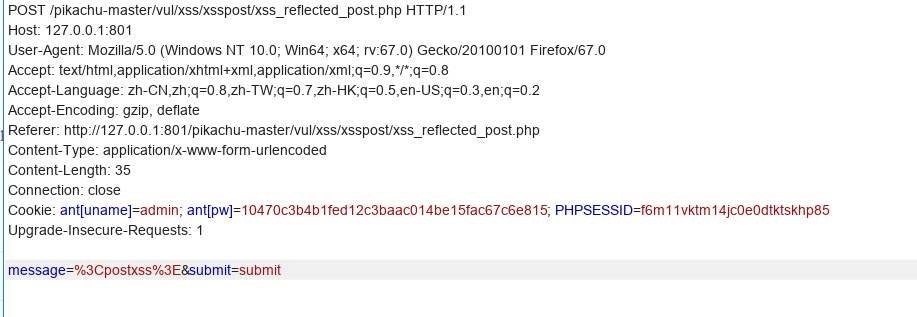 POST /pikachu-master/vul/xss/xsspost/xss_reflected_post.php HTTP/1.1
Host: 127.0.0.1:801
User-Agent: Mozilla/5.0 (Windows NT 10.0; Win64; x64; rv:67.0) Gecko/20100101 Firefox/67.0
Accept: text/html,application/xhtml+xml,application/xml;q=0.9,*/*;q=0.8
Accept-Language: zh-CN,zh;q=0.8,zh-TW;q=0.7,zh-HK;q=0.5,en-US;q=0.3,en;q=0.2
Accept-Encoding: gzip, deflate
Referer: http://127.0.0.1:801/pikachu-master/vul/xss/xsspost/xss_reflected_post.php
Content-Type: application/x-www-form-urlencoded
Content-Length: 35
Connection: close
Cookie: ant[uname]=admin; ant[pw]=10470c3b4b1fed12c3baac014be15fac67c6e815; PHPSESSID=f6m11vktm14jc0e0dtktskhp85
Upgrade-Insecure-Requests: 1
message=%3Cpostxss%3E&submit=submit